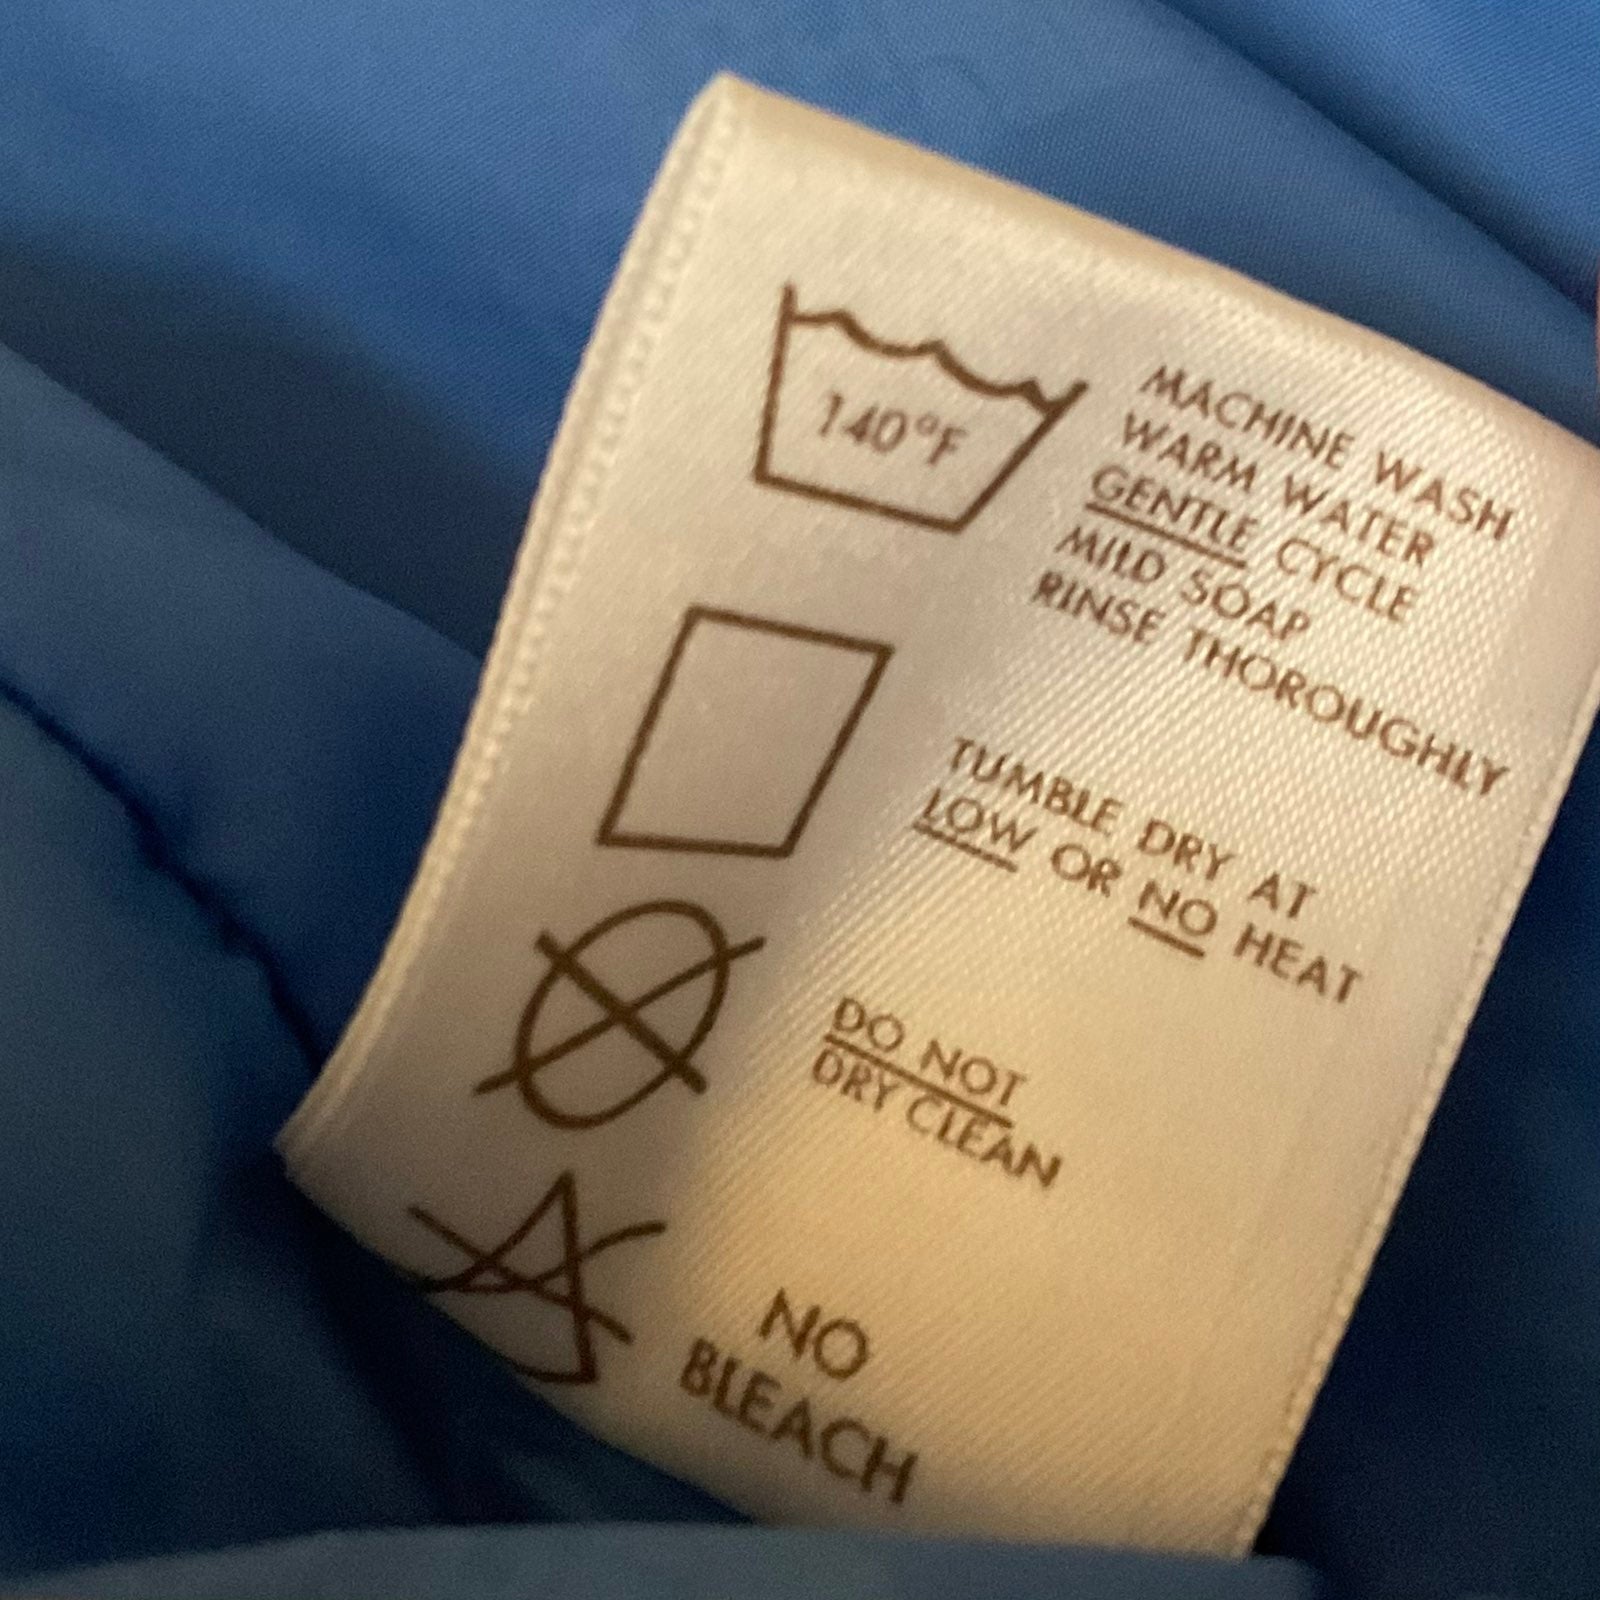 140°F
MACHINE WASH
WARM WATER
GENTLE CYCLE
MILD SOAP
RINSE THOROUGHLY
TUMBLE DRY AT
LOW OR NO HEAT
DO NOT
DRY CLEAN
NO
BLEACH